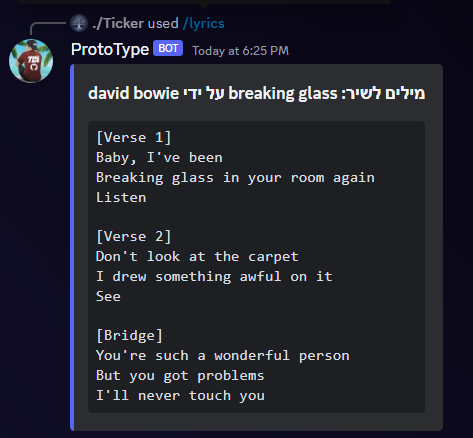 ./Ticker used /lyrics
ProtoType BOT Today at 6:25 PM
מילים לשיר: breaking glass על ידי david bowie
[Verse 1]
Baby, I've been
Breaking glass in your room again
Listen
[Verse 2]
Don't look at the carpet
I drew something awful on it
See
[Bridge]
You're such a wonderful person
But you got problems
I'll never touch you